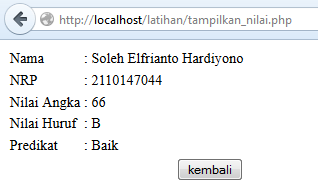 http://localhost/latihan/tampilkan_nilai.php
Nama : Soleh Elfrianto Hardiyono
NRP : 2110147044
Nilai Angka : 66
Nilai Huruf : B
Predikat : Baik
kembali